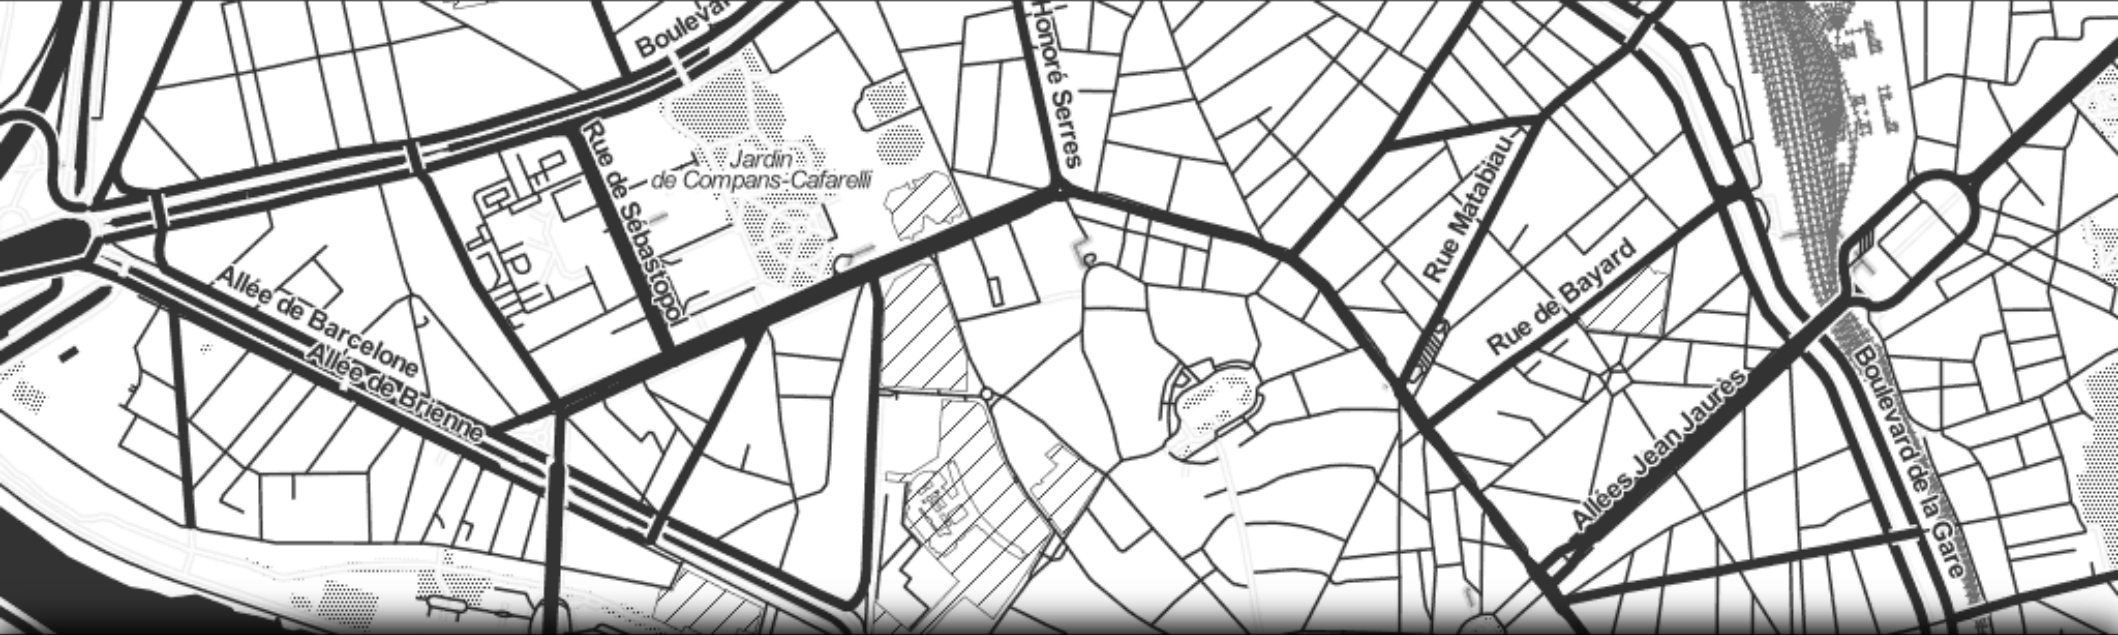 Boulevar
Honoré Serres
Rue de Sébastopol
Jardin
de Compans-Cafarelli
Rue Matabiau
Rue de Bayard
Allée de Barcelone
Allée de Brienne
Allées Jean Jaurès
Boulevard de la Gare